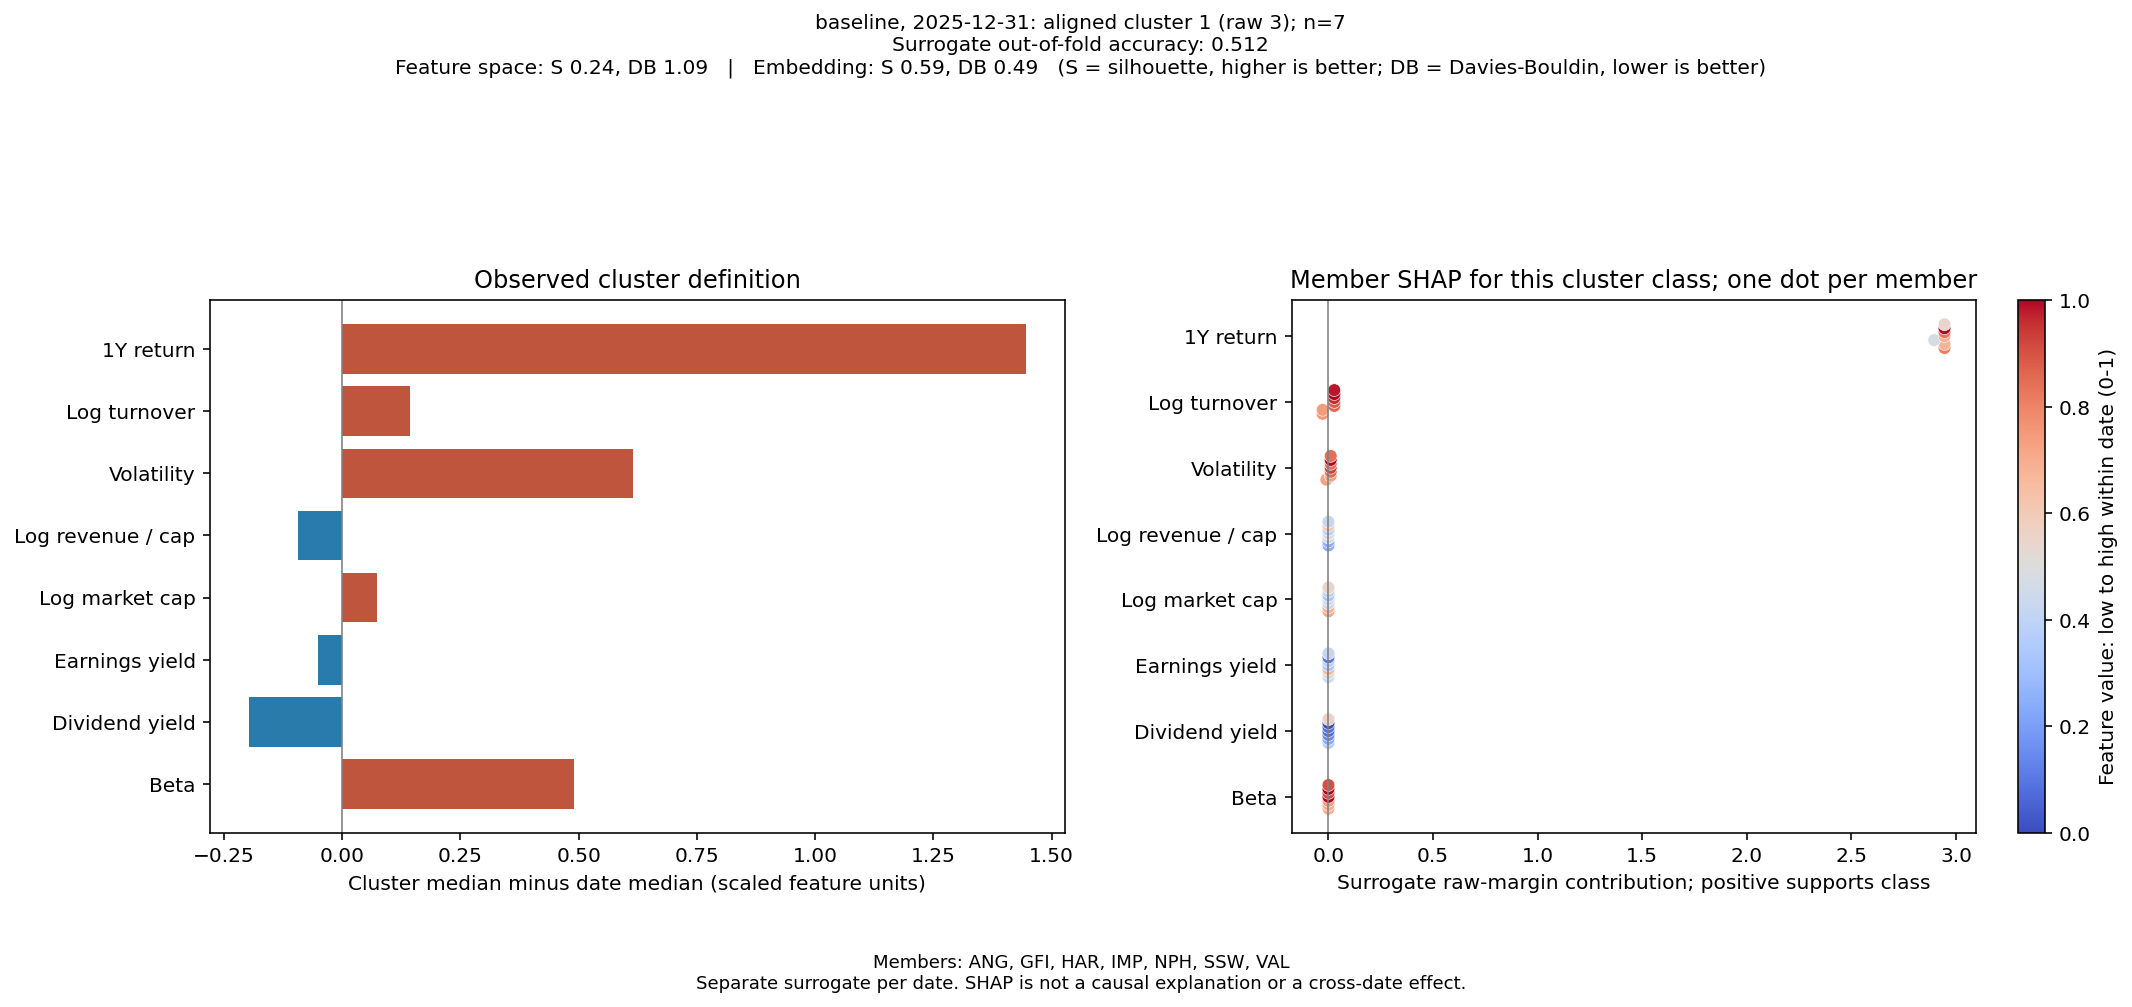 baseline, 2025-12-31: aligned cluster 1 (raw 3); n=7
Surrogate out-of-fold accuracy: 0.512
Feature space: S 0.24, DB 1.09 | Embedding: S 0.59, DB 0.49 (S = silhouette, higher is better; DB = Davies-Bouldin, lower is better)
Observed cluster definition
1Y return
Log turnover
Volatility
Log revenue / cap
Log market cap
Earnings yield
Dividend yield
Beta
−0.25 0.00 0.25 0.50 0.75 1.00 1.25 1.50
Cluster median minus date median (scaled feature units)
Member SHAP for this cluster class; one dot per member
1Y return
Log turnover
Volatility
Log revenue / cap
Log market cap
Earnings yield
Dividend yield
Beta
0.0 0.5 1.0 1.5 2.0 2.5 3.0
Surrogate raw-margin contribution; positive supports class
1.0
0.8
0.6
0.4
0.2
0.0
Feature value: low to high within date (0-1)
Members: ANG, GFI, HAR, IMP, NPH, SSW, VAL
Separate surrogate per date. SHAP is not a causal explanation or a cross-date effect.